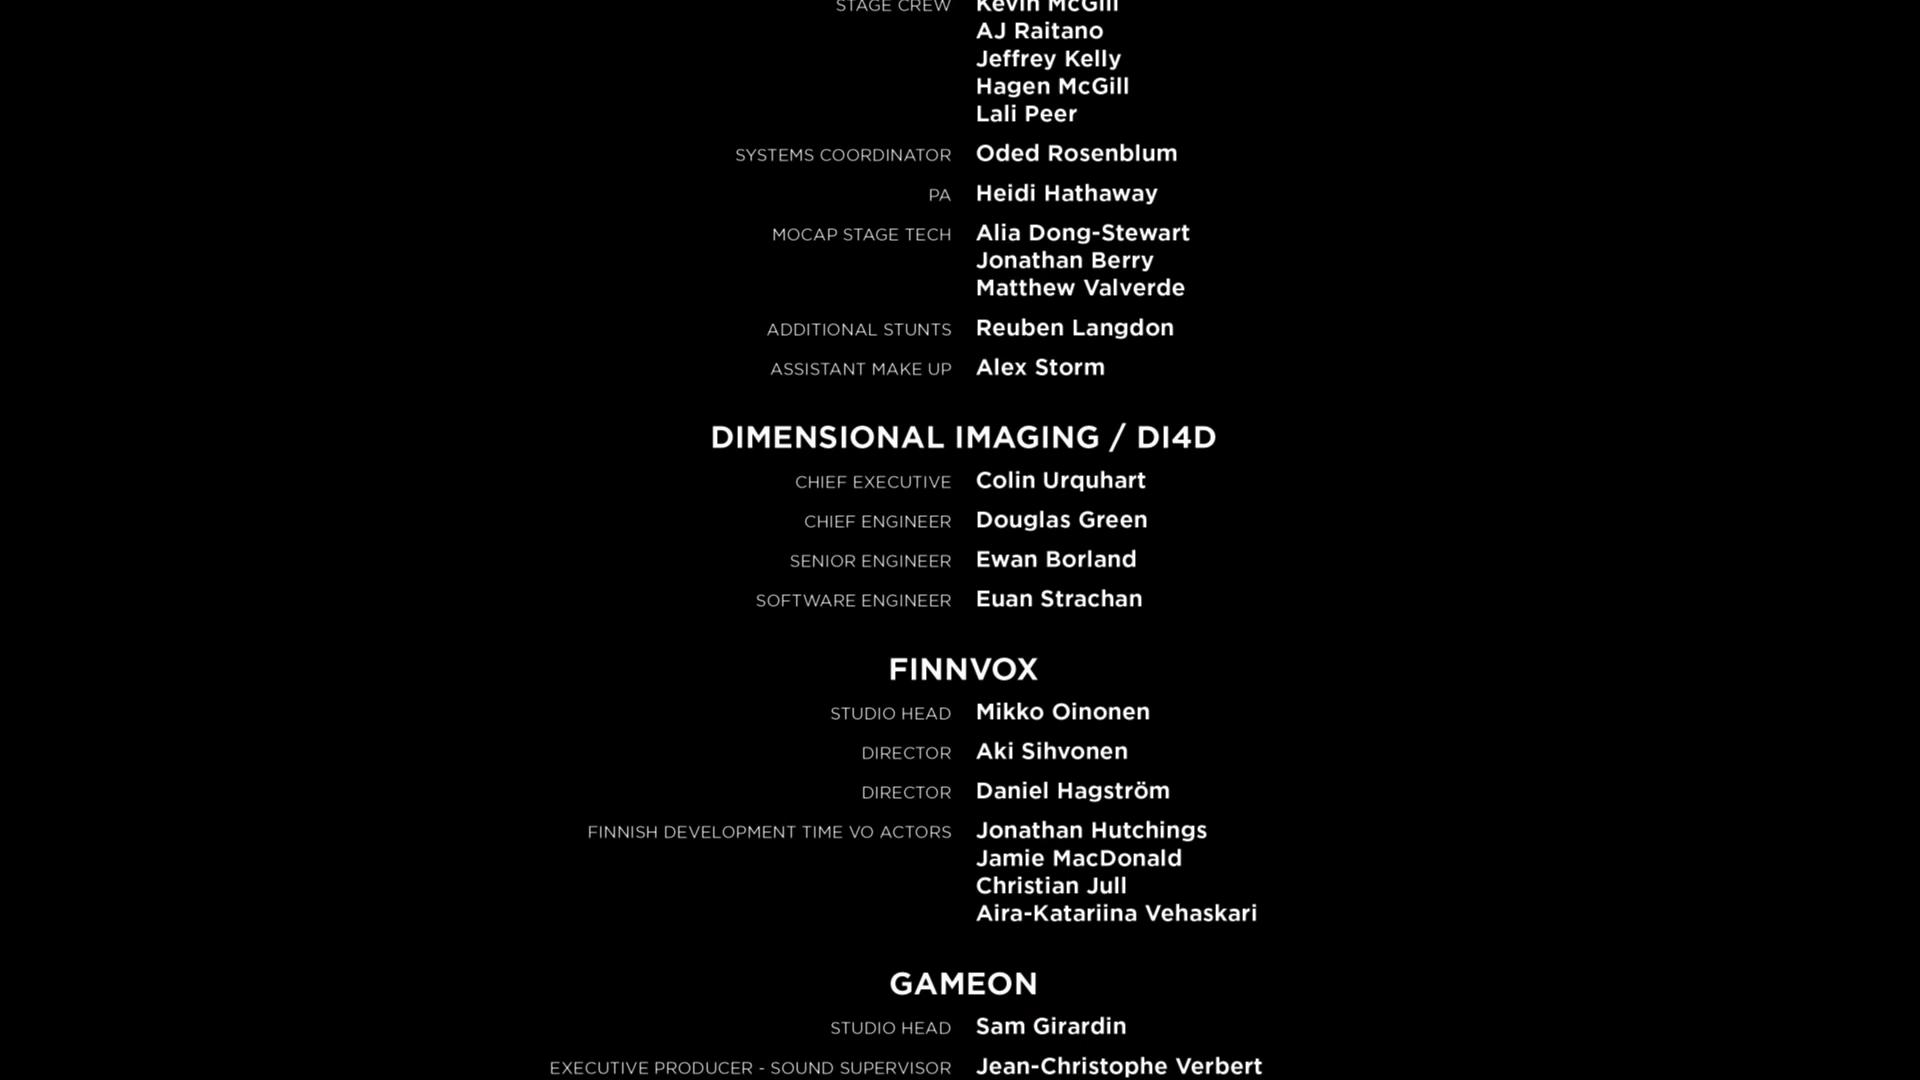 STAGE CREW Kevin McGill
AJ Raitano
Jeffrey Kelly
Hagen McGill
Lali Peer
SYSTEMS COORDINATOR Oded Rosenblum
PA Heidi Hathaway
MOCAP STAGE TECH Alia Dong-Stewart
Jonathan Berry
Matthew Valverde
ADDITIONAL STUNTS Reuben Langdon
ASSISTANT MAKE UP Alex Storm
DIMENSIONAL IMAGING / DI4D
CHIEF EXECUTIVE Colin Urquhart
CHIEF ENGINEER Douglas Green
SENIOR ENGINEER Ewan Borland
SOFTWARE ENGINEER Euan Strachan
FINNVOX
STUDIO HEAD Mikko Oinonen
DIRECTOR Aki Sihvonen
DIRECTOR Daniel Hagström
FINNISH DEVELOPMENT TIME VO ACTORS Jonathan Hutchings
Jamie MacDonald
Christian Jull
Aira-Katariina Vehaskari
GAMEON
STUDIO HEAD Sam Girardin
EXECUTIVE PRODUCER - SOUND SUPERVISOR Jean-Christophe Verbert